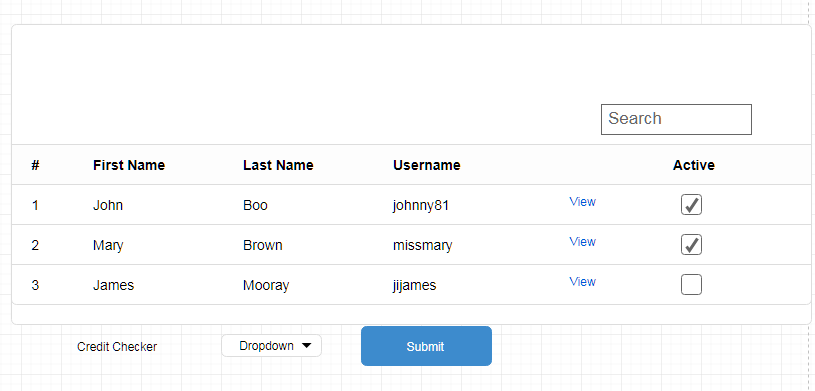 Search
# First Name Last Name Username Active
1 John Boo johnny81 View
2 Mary Brown missmary View
3 James Mooray jijames View
Credit Checker Dropdown Submit